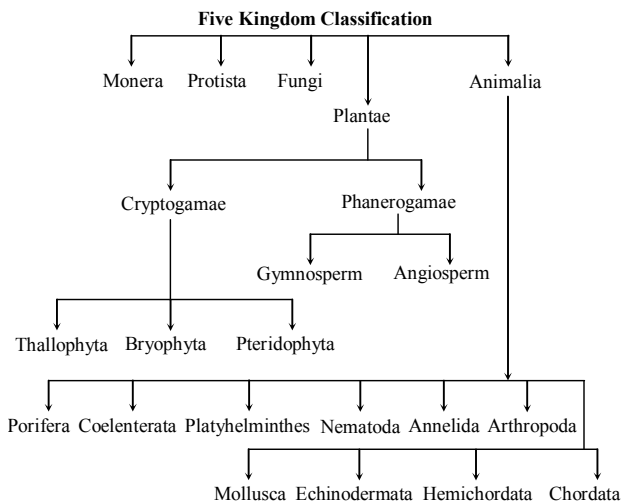 Five Kingdom Classification
Monera Protista Fungi Animalia
Plantae
Cryptogamae Phanerogamae
Gymnosperm Angiosperm
Thallophyta Bryophyta Pteridophyta
Porifera Coelenterata Platyhelminthes Nematoda Annelida Arthropoda
Mollusca Echinodermata Hemichordata Chordata